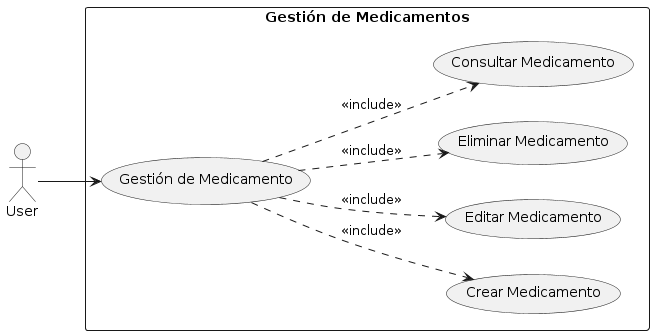 Gestión de Medicamentos
Consultar Medicamento
«include»
Eliminar Medicamento
«include»
Gestión de Medicamento
«include»
User
Editar Medicamento
«include»
Crear Medicamento